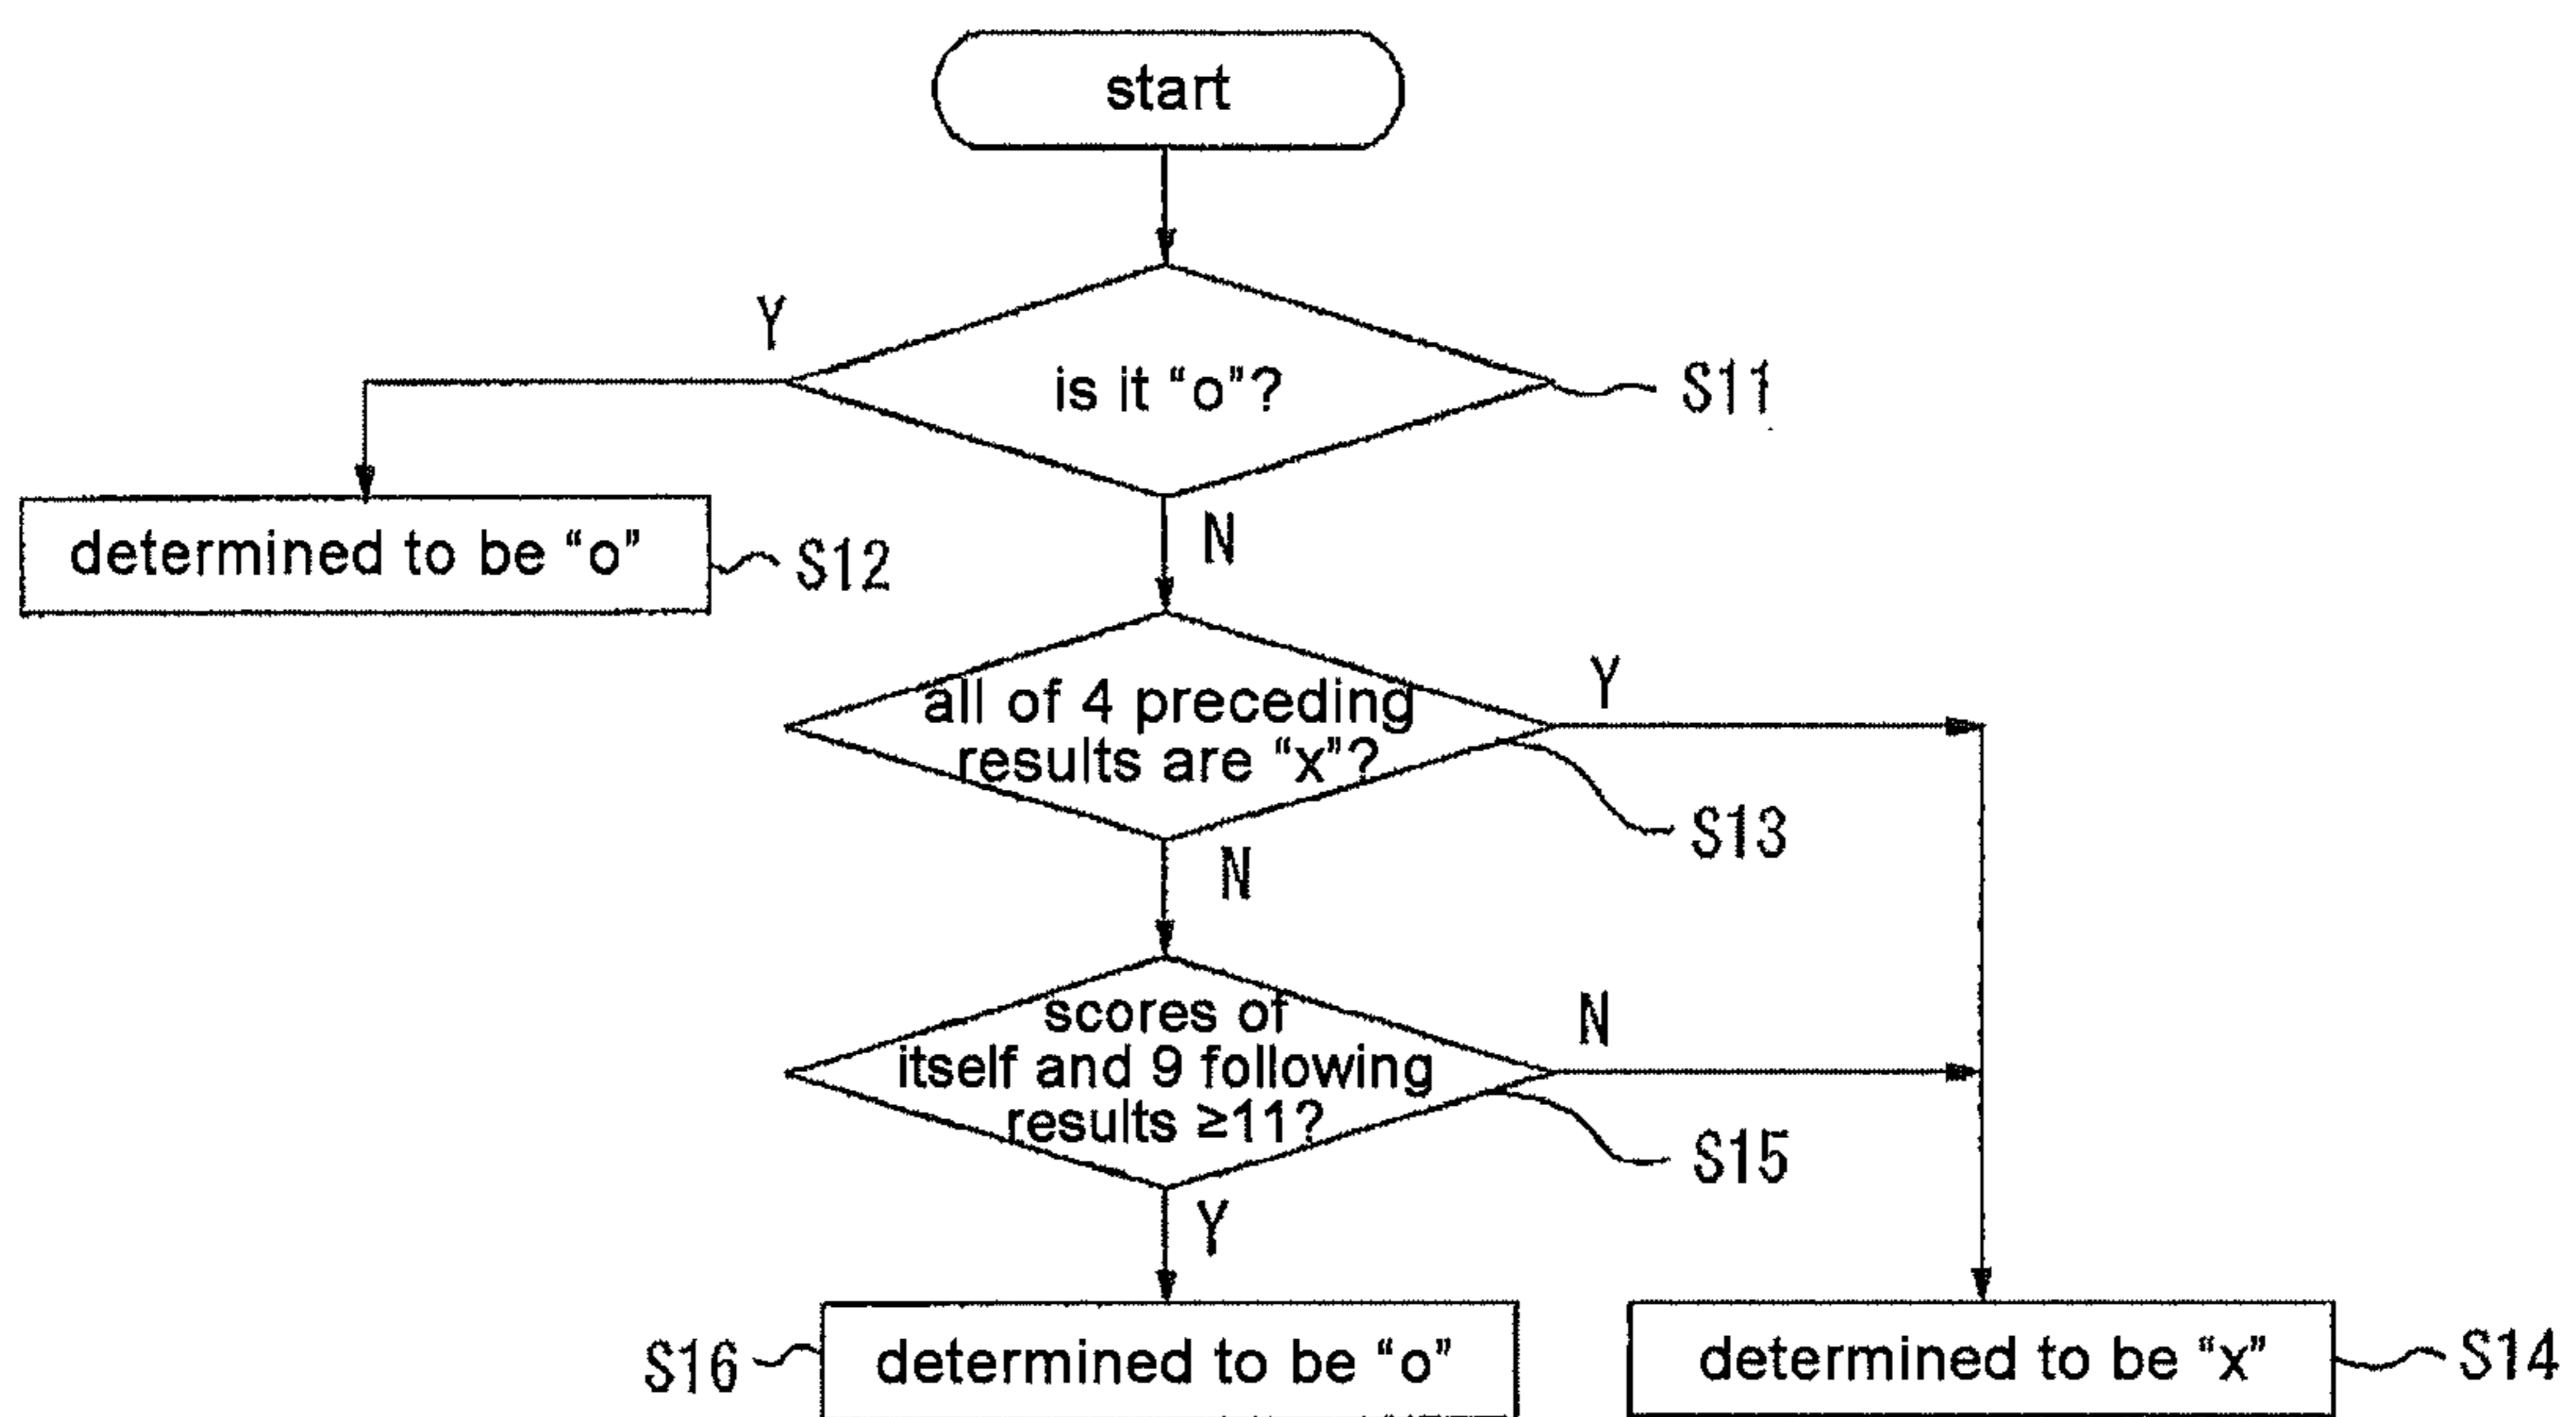 start
Y
is it “o”?
S11
determined to be “o”
S12
N
all of 4 preceding
results are “x”?
Y
S13
N
scores of
itself and 9 following
results ≥11?
N
S15
Y
S16
determined to be “o”
determined to be “x”
S14